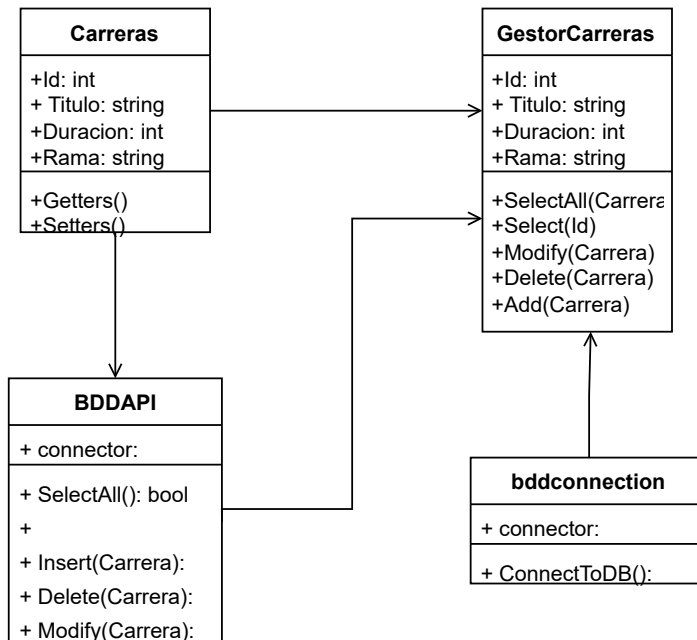 Carreras
+Id: int
+ Titulo: string
+Duracion: int
+Rama: string
+Getters()
+Setters()
GestorCarreras
+Id: int
+ Titulo: string
+Duracion: int
+Rama: string
+SelectAll(Carrera
+Select(Id)
+Modify(Carrera)
+Delete(Carrera)
+Add(Carrera)
BDDAPI
+ connector:
+ SelectAll(): bool
+
+ Insert(Carrera):
+ Delete(Carrera):
+ Modify(Carrera):
bddconnection
+ connector:
+ ConnectToDB():